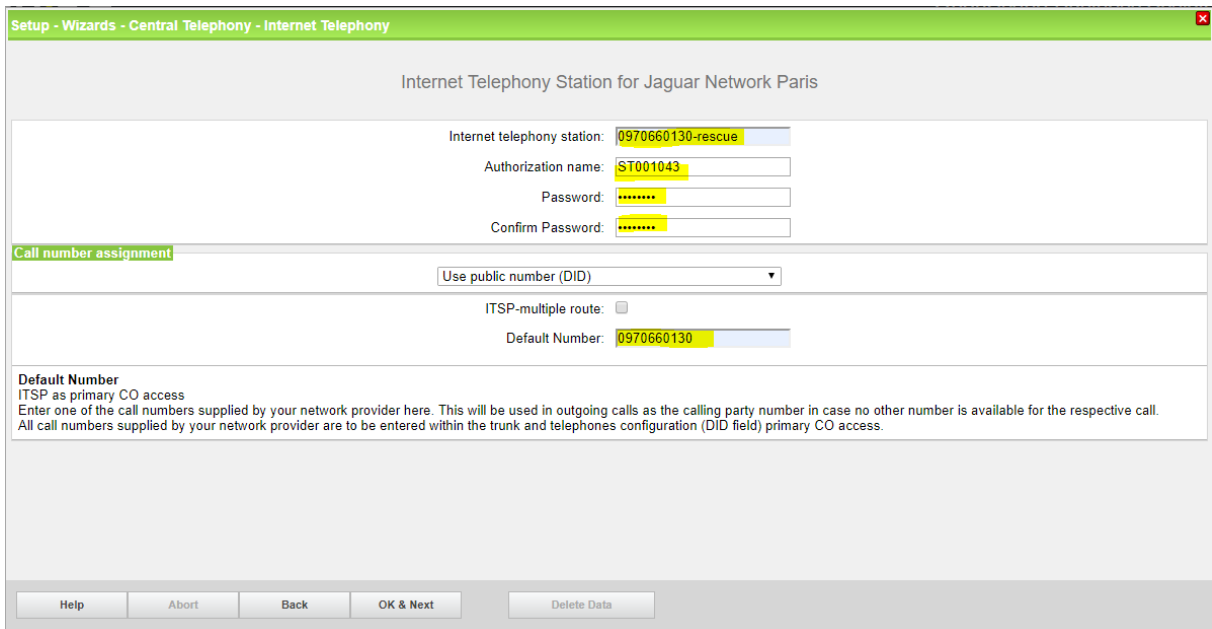 Setup - Wizards - Central Telephony - Internet Telephony
Internet Telephony Station for Jaguar Network Paris
Internet telephony station: 0970660130-rescue
Authorization name: ST001043
Password: ••••••••
Confirm Password: ••••••••
Call number assignment
Use public number (DID)
ITSP-multiple route:
Default Number: 0970660130
Default Number
ITSP as primary CO access
Enter one of the call numbers supplied by your network provider here. This will be used in outgoing calls as the calling party number in case no other number is available for the respective call.
All call numbers supplied by your network provider are to be entered within the trunk and telephones configuration (DID field) primary CO access.
Help Abort Back OK & Next Delete Data